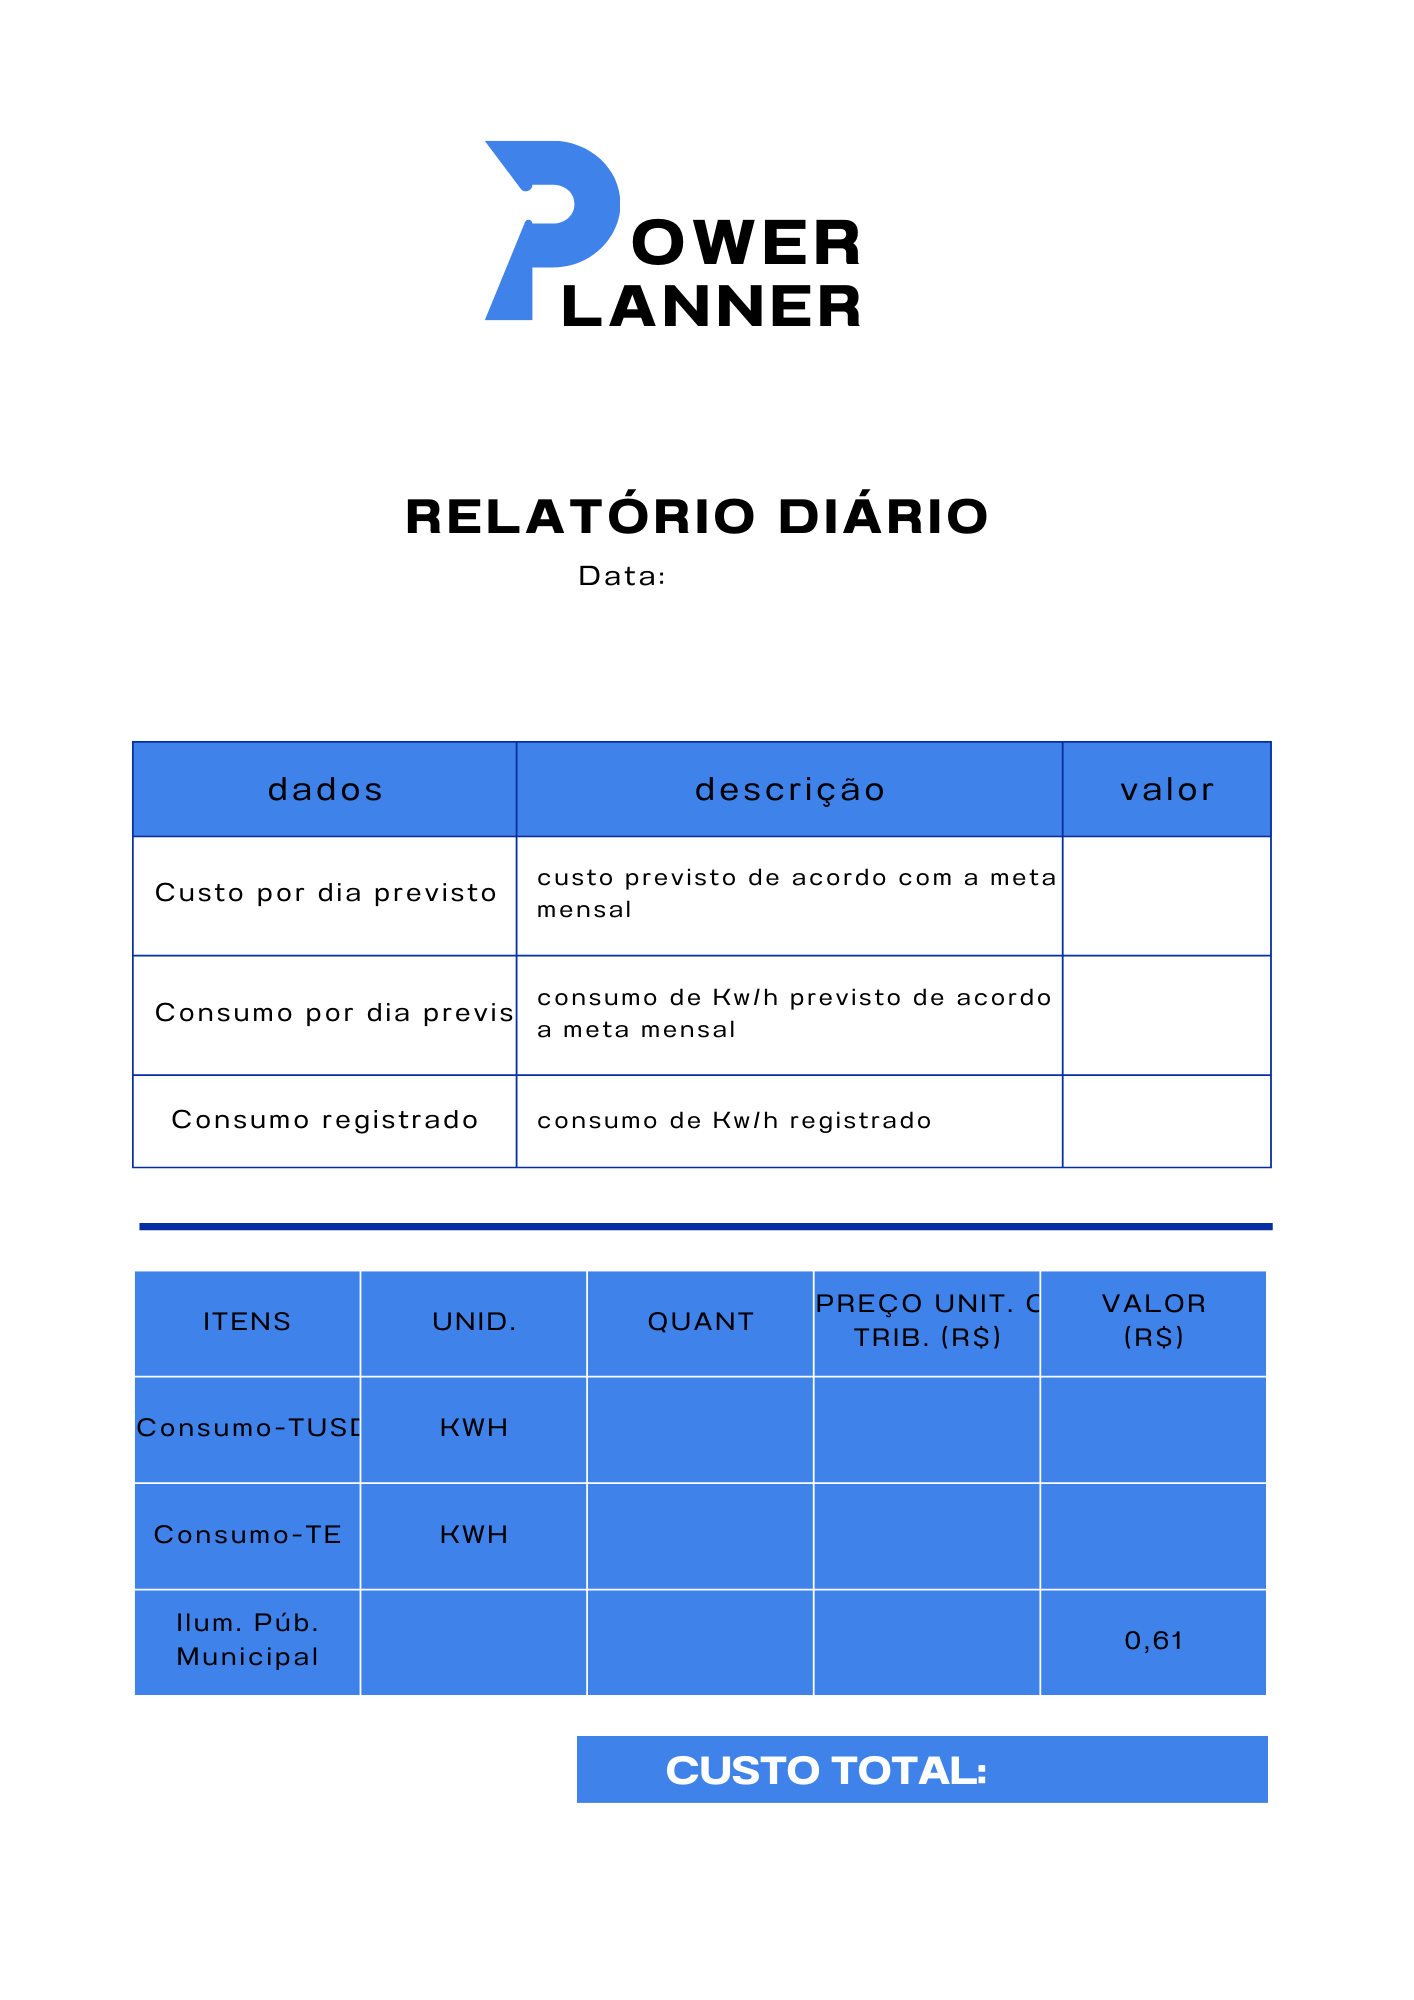 POWER
PLANNER
RELATÓRIO DIÁRIO
Data:
dados descrição valor
Custo por dia previsto custo previsto de acordo com a meta
mensal
Consumo por dia previs consumo de Kw/h previsto de acordo
a meta mensal
Consumo registrado consumo de Kw/h registrado
ITENS UNID. QUANT PREÇO UNIT. C VALOR
TRIB. (R$) (R$)
Consumo-TUSD KWH
Consumo-TE KWH
Ilum. Púb.
Municipal 0,61
CUSTO TOTAL: